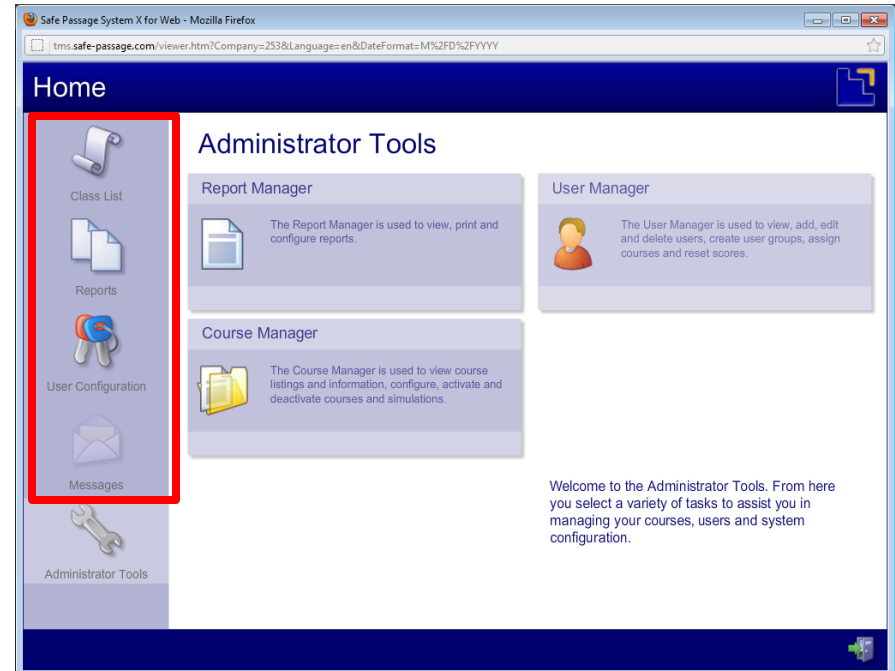 Safe Passage System X for Web - Mozilla Firefox
tms.safe-passage.com/viewer.htm?Company=253&Language=en&DateFormat=M%2FD%2FYYYY
Home
Class List
Reports
User Configuration
Messages
Administrator Tools
Administrator Tools
Report Manager
The Report Manager is used to view, print and
configure reports.
User Manager
The User Manager is used to view, add, edit
and delete users, create user groups, assign
courses and reset scores.
Course Manager
The Course Manager is used to view course
listings and information, configure, activate and
deactivate courses and simulations.
Welcome to the Administrator Tools. From here
you select a variety of tasks to assist you in
managing your courses, users and system
configuration.